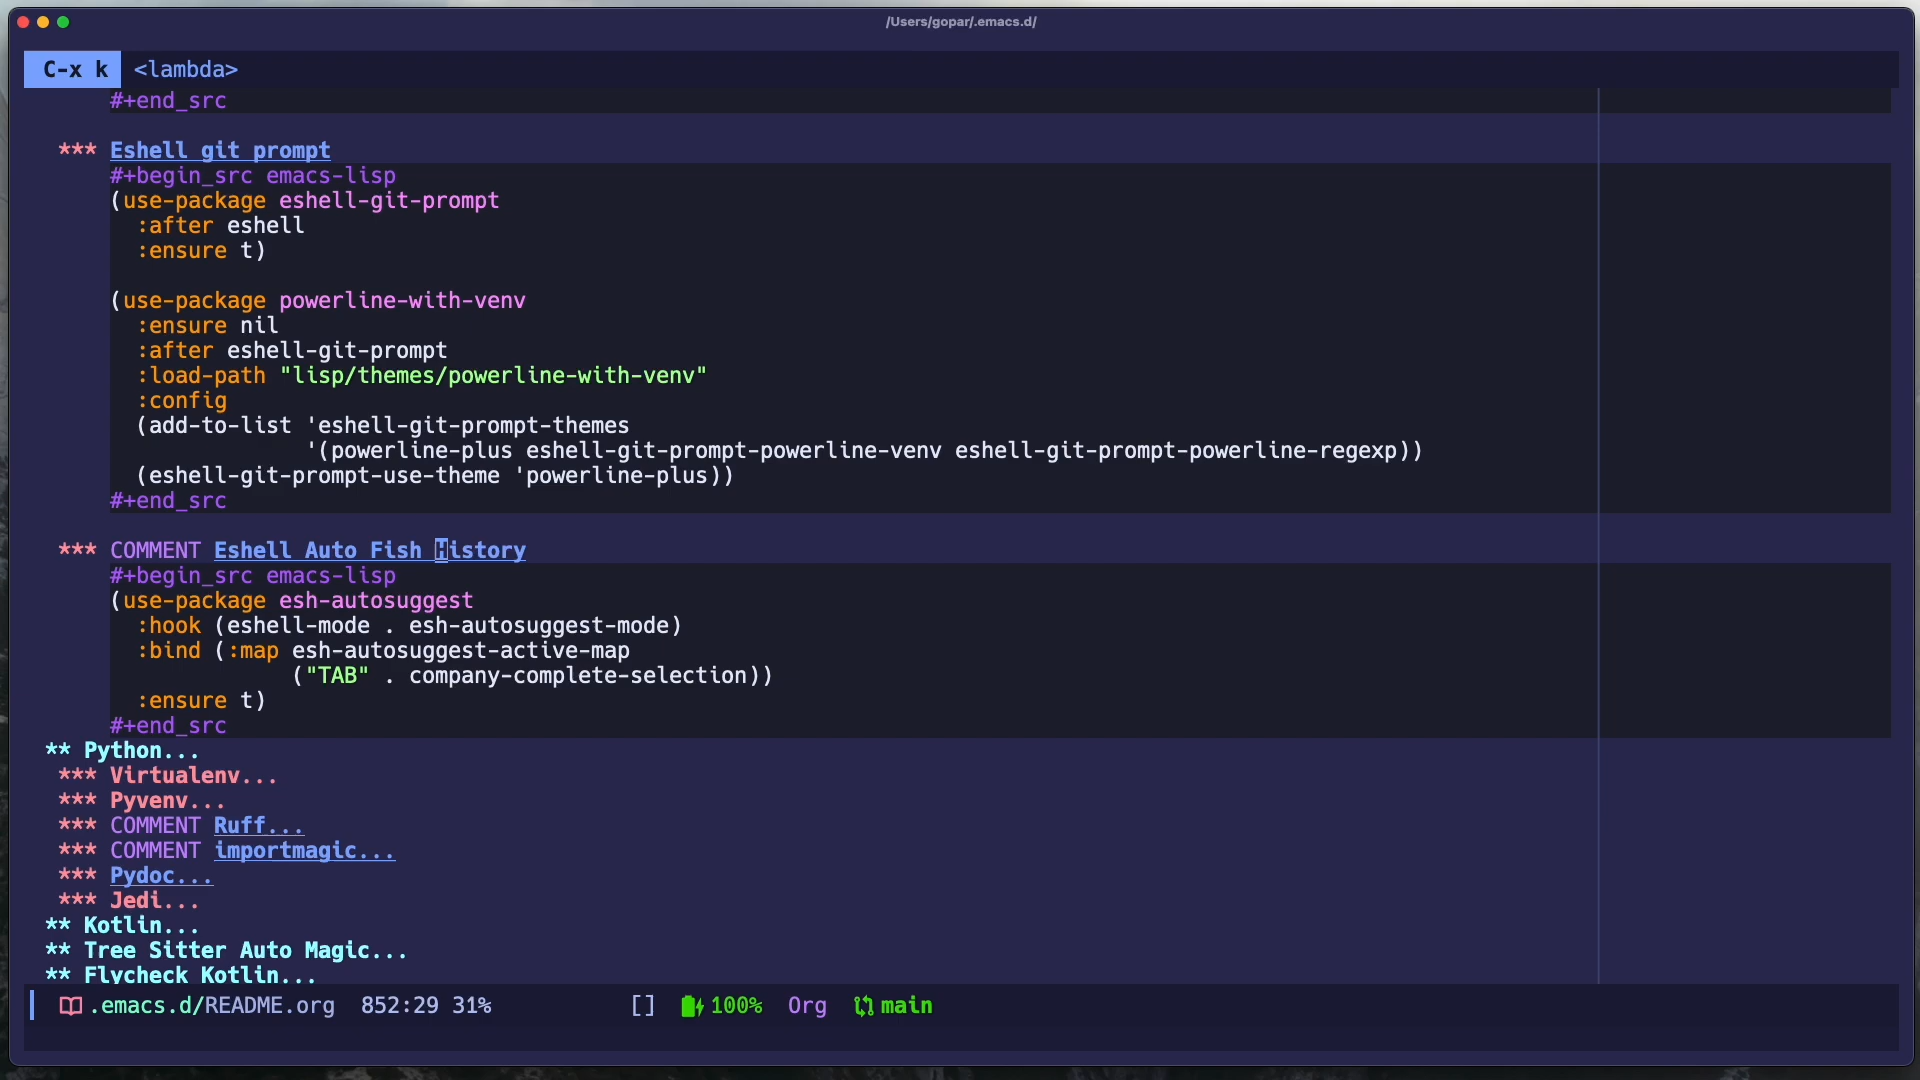 /Users/gopar/.emacs.d/
C-x k <lambda>
#+end_src
*** Eshell git prompt
#+begin_src emacs-lisp
(use-package eshell-git-prompt
  :after eshell
  :ensure t)
(use-package powerline-with-venv
  :ensure nil
  :after eshell-git-prompt
  :load-path "lisp/themes/powerline-with-venv"
  :config
  (add-to-list 'eshell-git-prompt-themes
               '(powerline-plus eshell-git-prompt-powerline-venv eshell-git-prompt-powerline-regexp))
  (eshell-git-prompt-use-theme 'powerline-plus))
#+end_src
*** COMMENT Eshell Auto Fish History
#+begin_src emacs-lisp
(use-package esh-autosuggest
  :hook (eshell-mode . esh-autosuggest-mode)
  :bind (:map esh-autosuggest-active-map
              ("TAB" . company-complete-selection))
  :ensure t)
#+end_src
** Python...
*** Virtualenv...
*** Pyvenv...
*** COMMENT Ruff...
*** COMMENT importmagic...
*** Pydoc...
*** Jedi...
** Kotlin...
** Tree Sitter Auto Magic...
** Flycheck Kotlin...
.emacs.d/README.org 852:29 31% [] 100% Org main